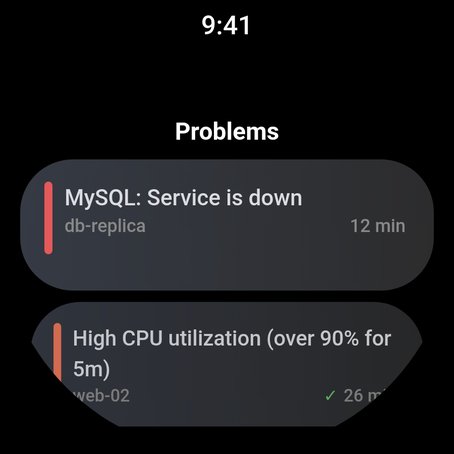 9:41
Problems
MySQL: Service is down
db-replica 12 min
High CPU utilization (over 90% for
5m)
web-02 ✓ 26